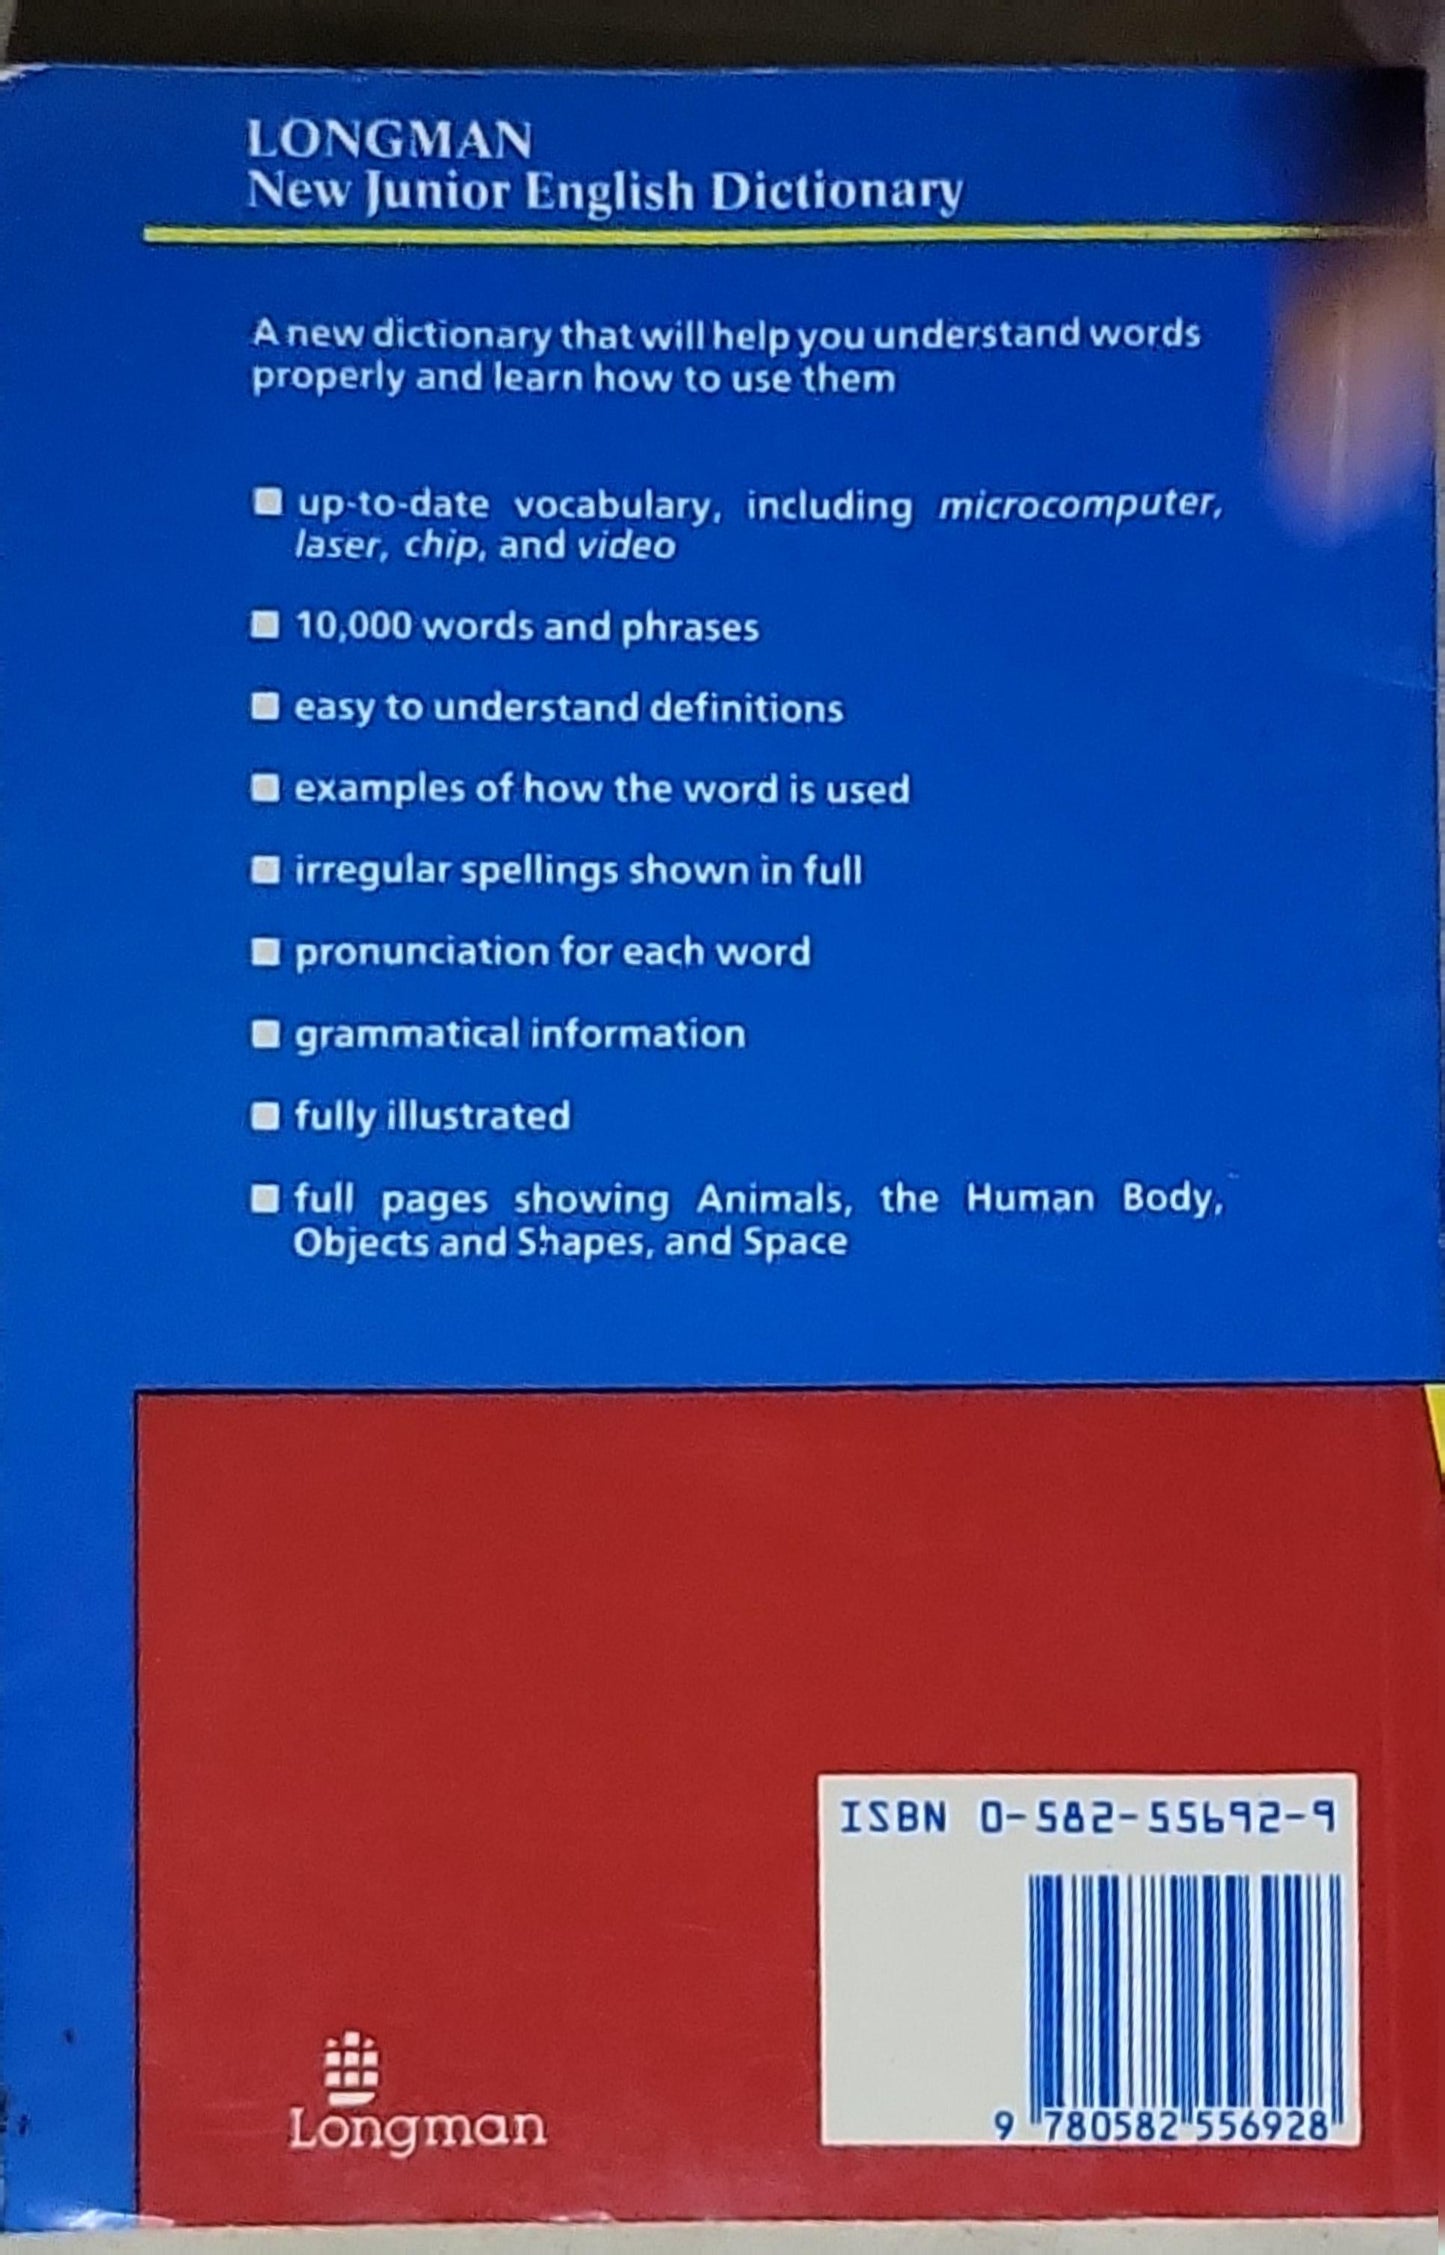 LONGMAN
New Junior English Dictionary
A new dictionary that will help you understand words
properly and learn how to use them
■ up-to-date vocabulary, including microcomputer,
laser, chip, and video
■ 10,000 words and phrases
■ easy to understand definitions
■ examples of how the word is used
■ irregular spellings shown in full
■ pronunciation for each word
■ grammatical information
■ fully illustrated
■ full pages showing Animals, the Human Body,
Objects and Shapes, and Space
ISBN 0-582-55692-9
9 780582 556928
Longman